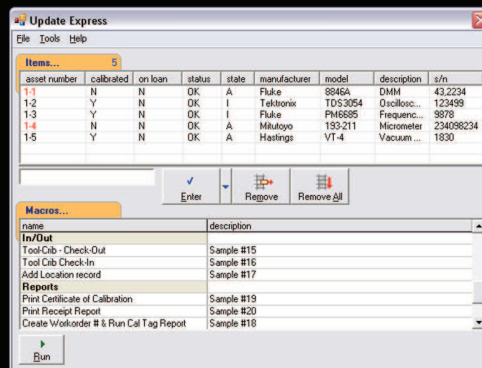 Update Express
File Tools Help
Items... 5
asset number calibrated on loan status state manufacturer model description s/n
1-1 N N OK A Fluke 8846A DMM 43,2234
1-2 Y N OK I Tektronix TDS3054 Oscillosc... 123499
1-3 Y N OK I Fluke PM6685 Frequenc... 9878
1-4 N N OK A Mitutoyo 193-211 Micrometer 234098234
1-5 Y N OK A Hastings VT-4 Vacuum ... 1830
Enter Remove Remove All
Macros...
name description
In/Out
Tool-Crib - Check-Out Sample #15
Tool Crib Check-In Sample #16
Add Location record Sample #17
Reports
Print Certificate of Calibration Sample #19
Print Receipt Report Sample #20
Create Workorder # & Run Cal Tag Report Sample #18
Run